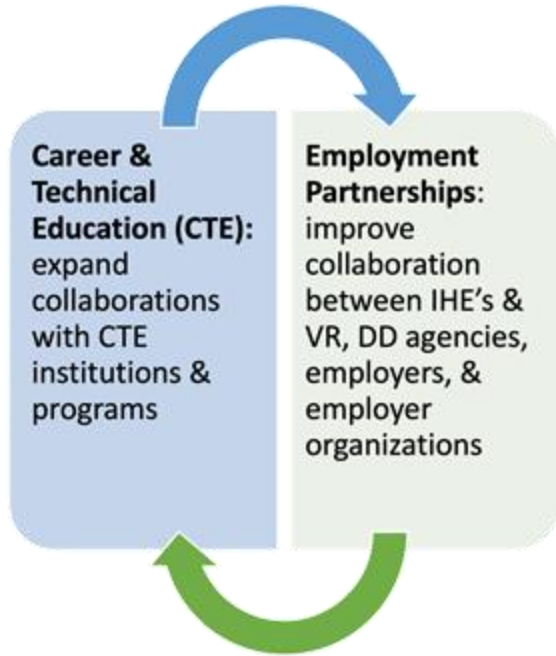 Career &
Technical
Education (CTE):
expand
collaborations
with CTE
institutions &
programs
Employment
Partnerships:
improve
collaboration
between IHE's &
VR, DD agencies,
employers, &
employer
organizations